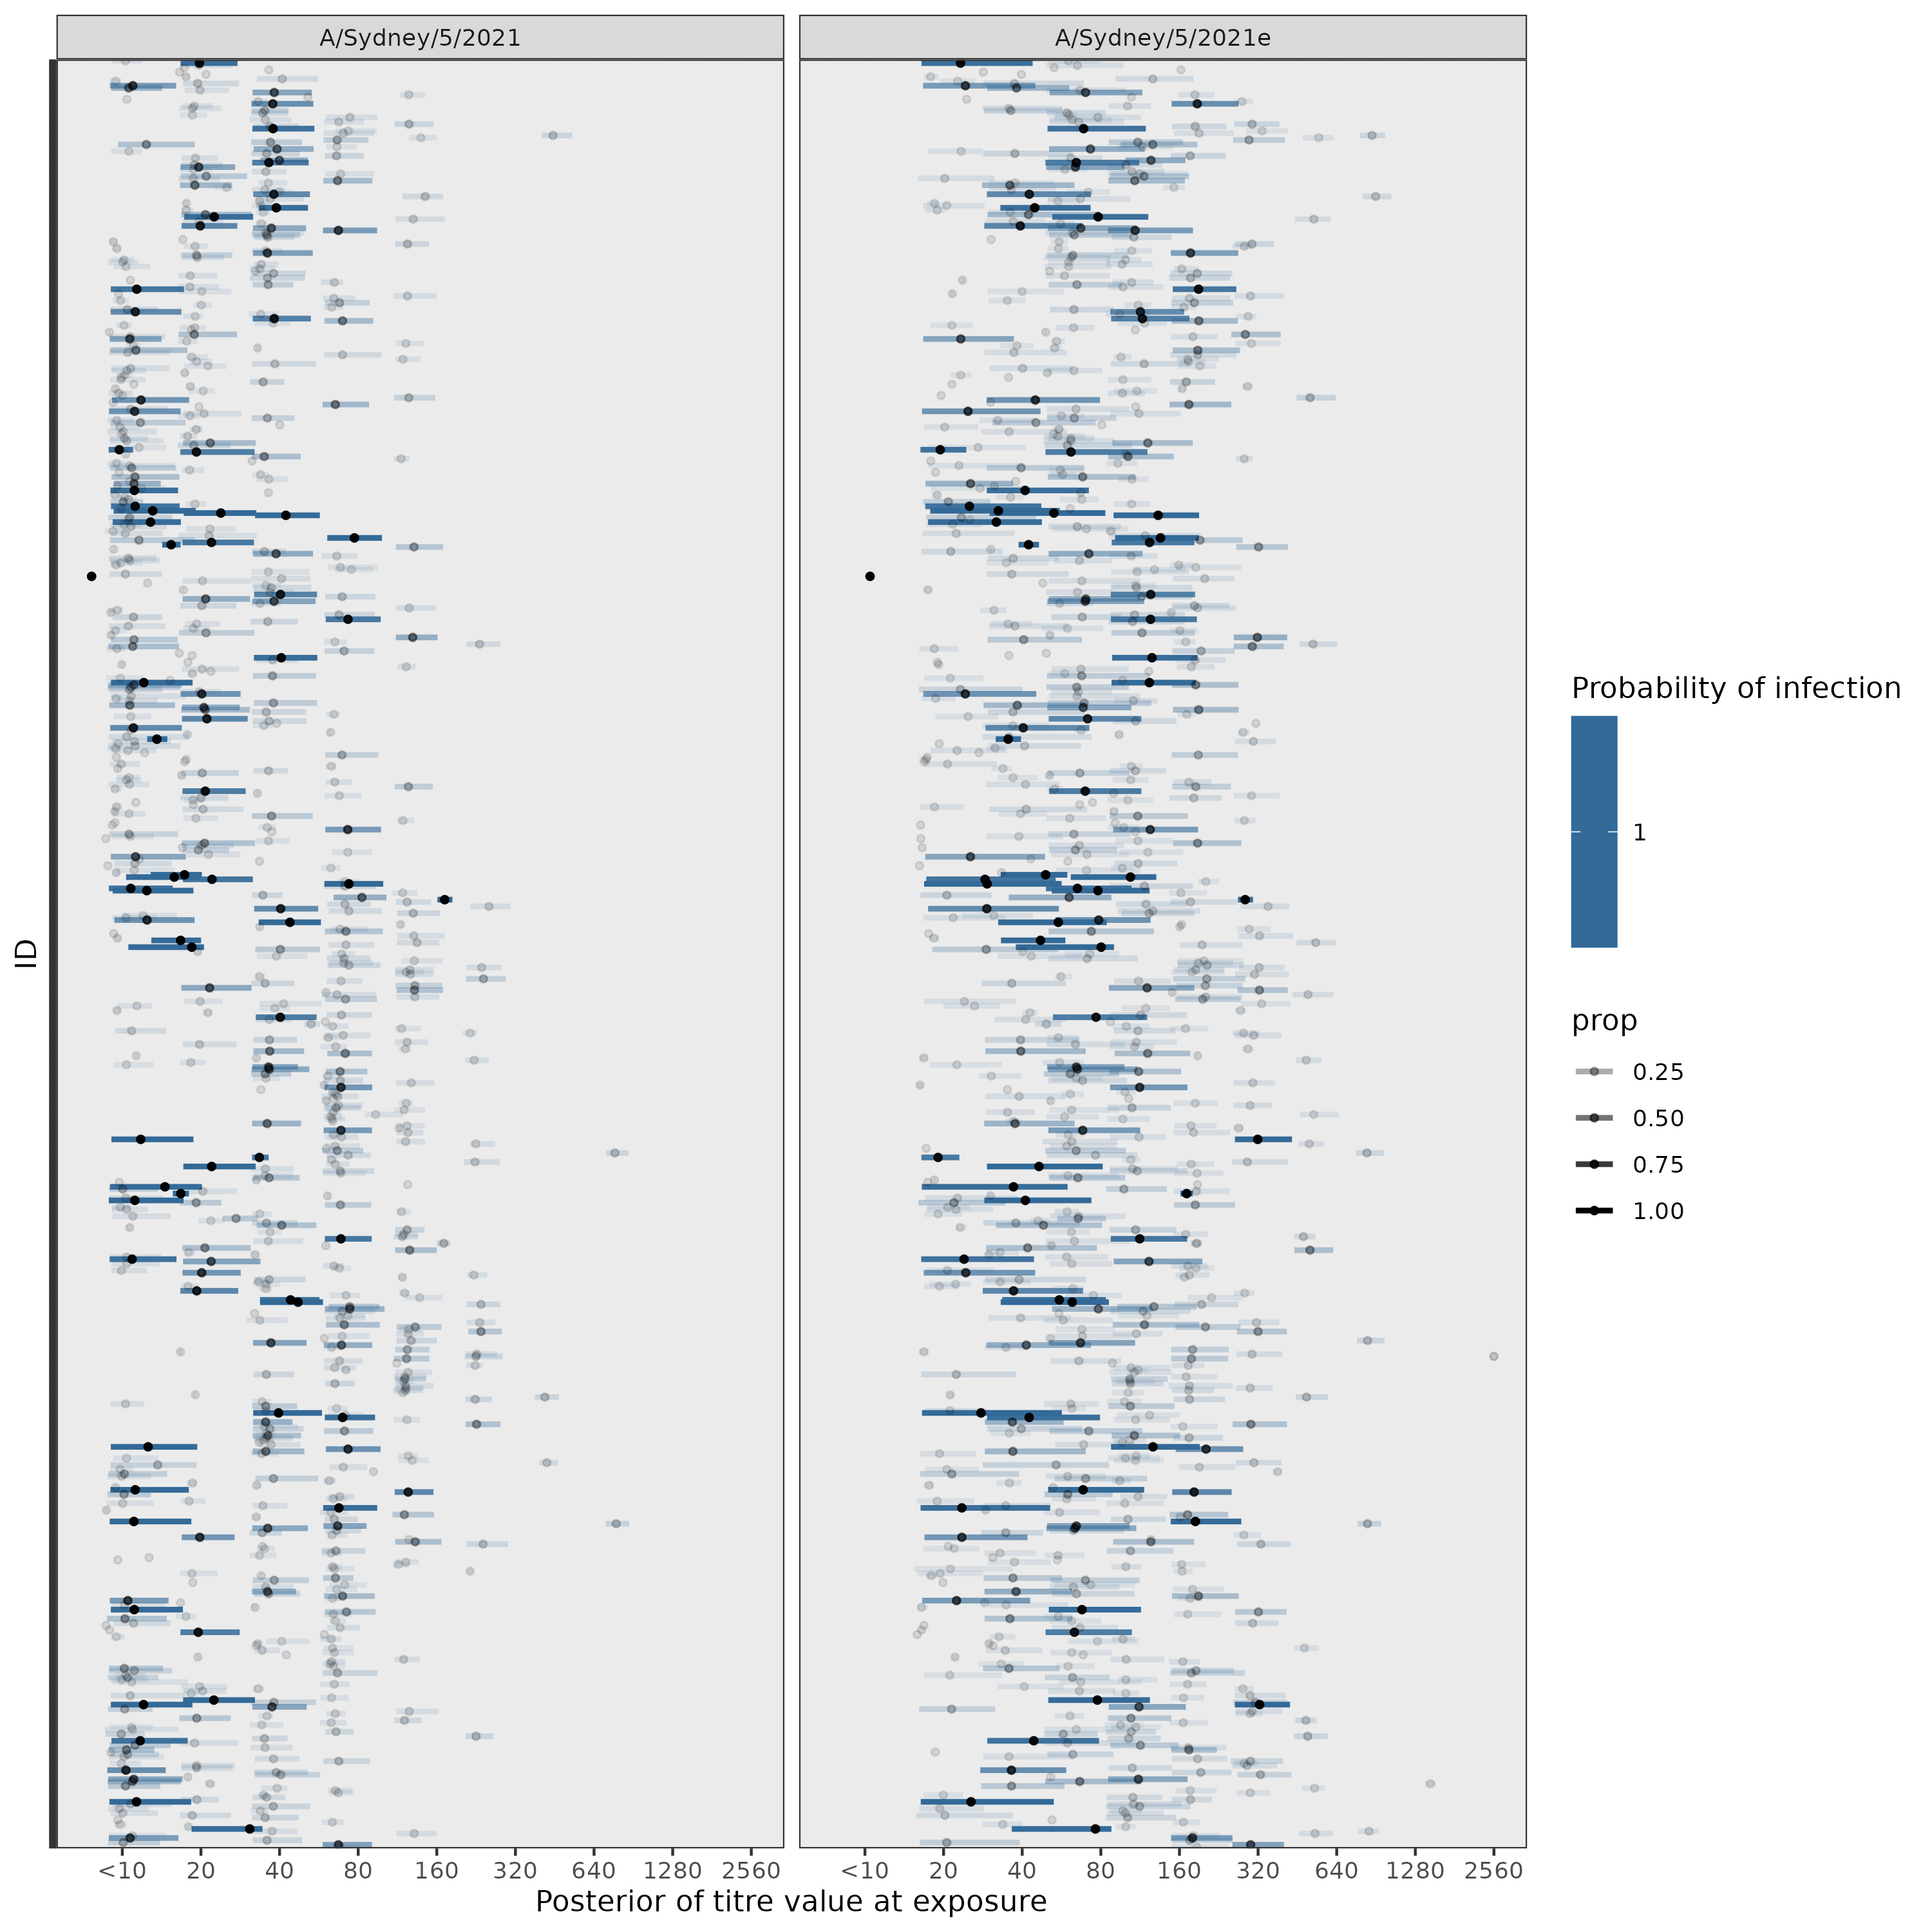 A/Sydney/5/2021
A/Sydney/5/2021e
ID
<10 20 40 80 160 320 640 1280 2560
<10 20 40 80 160 320 640 1280 2560
Posterior of titre value at exposure
Probability of infection
1
prop
0.25
0.50
0.75
1.00